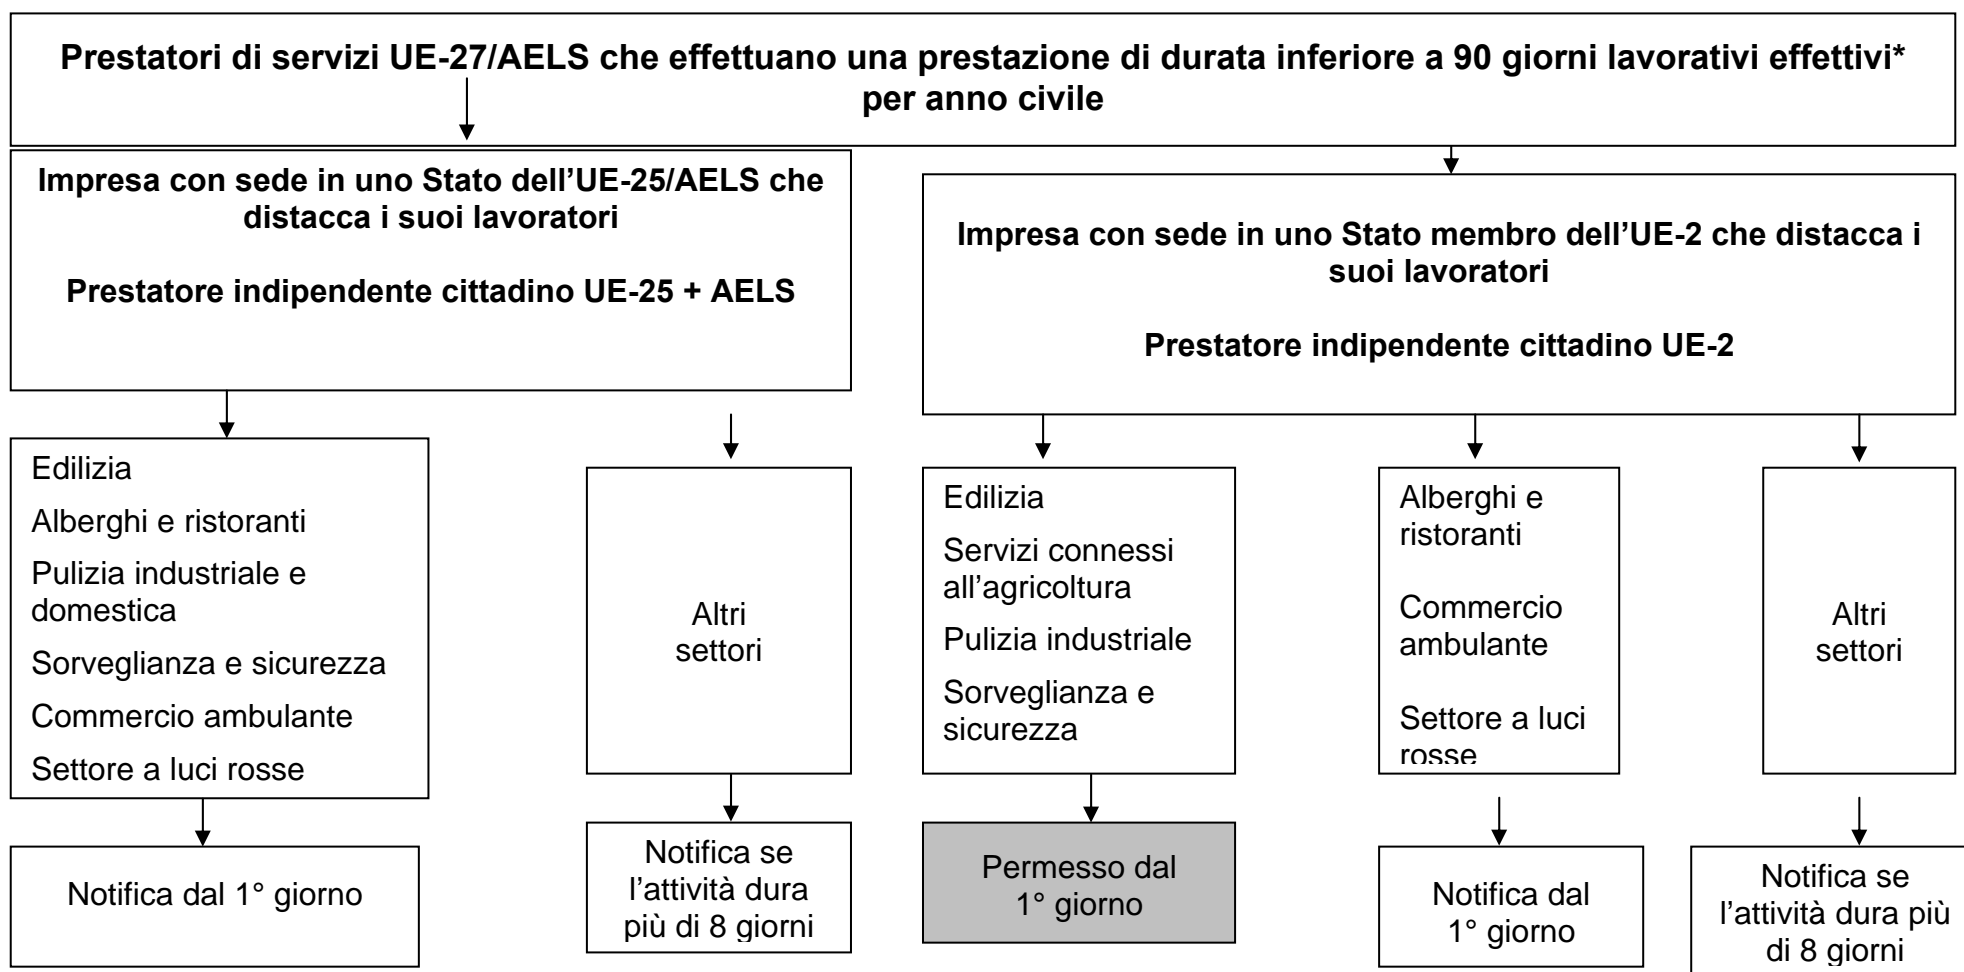 Prestatori di servizi UE-27/AELS che effettuano una prestazione di durata inferiore a 90 giorni lavorativi effettivi*
per anno civile
Impresa con sede in uno Stato dell’UE-25/AELS che
distacca i suoi lavoratori
Prestatore indipendente cittadino UE-25 + AELS
Impresa con sede in uno Stato membro dell’UE-2 che distacca i
suoi lavoratori
Prestatore indipendente cittadino UE-2
Edilizia
Alberghi e ristoranti
Pulizia industriale e
domestica
Sorveglianza e sicurezza
Commercio ambulante
Settore a luci rosse
Altri
settori
Edilizia
Servizi connessi
all’agricoltura
Pulizia industriale
Sorveglianza e
sicurezza
Alberghi e
ristoranti
Commercio
ambulante
Settore a luci
rosse
Altri
settori
Notifica dal 1° giorno
Notifica se
l’attività dura
più di 8 giorni
Permesso dal
1° giorno
Notifica dal
1° giorno
Notifica se
l’attività dura più
di 8 giorni